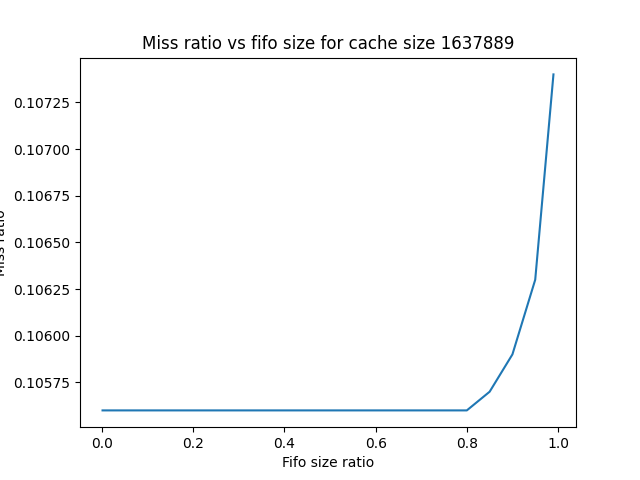 Miss ratio vs fifo size for cache size 1637889
0.10725
0.10700
0.10675
0.10650
0.10625
0.10600
0.10575
Miss ratio
0.0 0.2 0.4 0.6 0.8 1.0
Fifo size ratio